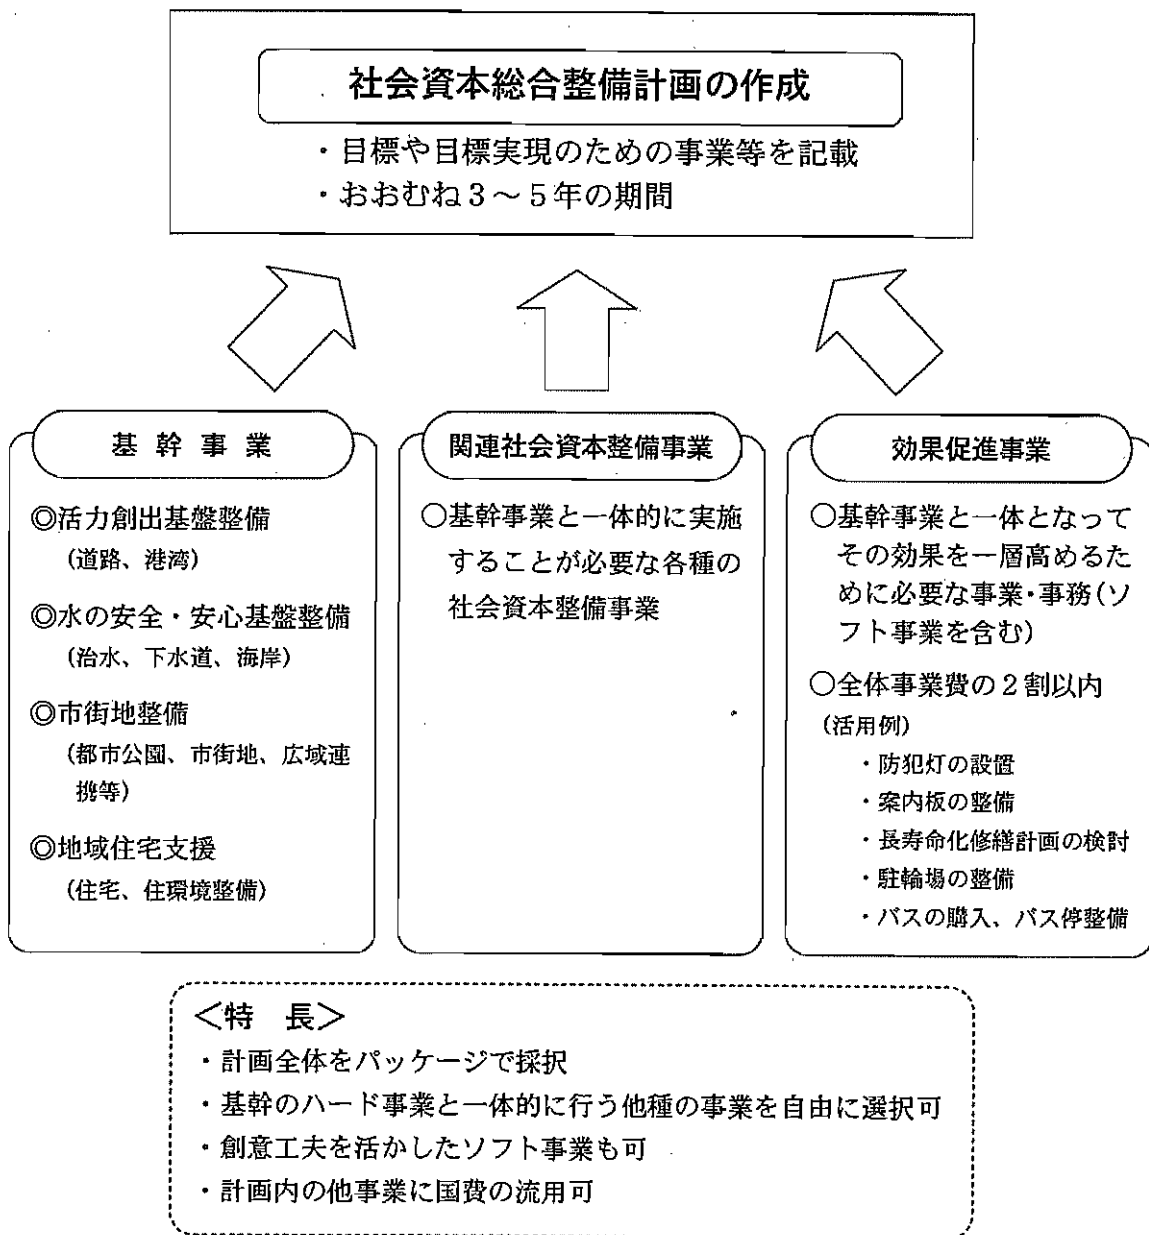 社会資本総合整備計画の作成
・目標や目標実現のための事業等を記載
・おおむね３～５年の期間
基幹事業
◎活力創出基盤整備
（道路、港湾）
◎水の安全・安心基盤整備
（治水、下水道、海岸）
◎市街地整備
（都市公園、市街地、広域連
携等）
◎地域住宅支援
（住宅、住環境整備）
関連社会資本整備事業
○基幹事業と一体的に実施
することが必要な各種の
社会資本整備事業
効果促進事業
○基幹事業と一体となって
その効果を一層高めるた
めに必要な事業・事務（ソ
フト事業を含む）
○全体事業費の２割以内
（活用例）
・防犯灯の設置
・案内板の整備
・長寿命化修繕計画の検討
・駐輪場の整備
・バスの購入、バス停整備
＜特　長＞
・計画全体をパッケージで採択
・基幹のハード事業と一体的に行う他種の事業を自由に選択可
・創意工夫を活かしたソフト事業も可
・計画内の他事業に国費の流用可